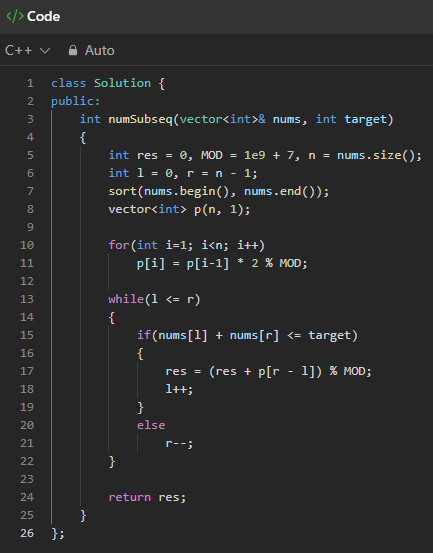 </> Code
C++ Auto
1 class Solution {
2 public:
3     int numSubseq(vector<int>& nums, int target)
4     {
5         int res = 0, MOD = 1e9 + 7, n = nums.size();
6         int l = 0, r = n - 1;
7         sort(nums.begin(), nums.end());
8         vector<int> p(n, 1);
9
10         for(int i=1; i<n; i++)
11             p[i] = p[i-1] * 2 % MOD;
12
13         while(l <= r)
14         {
15             if(nums[l] + nums[r] <= target)
16             {
17                 res = (res + p[r - l]) % MOD;
18                 l++;
19             }
20             else
21                 r--;
22         }
23
24         return res;
25     }
26 };